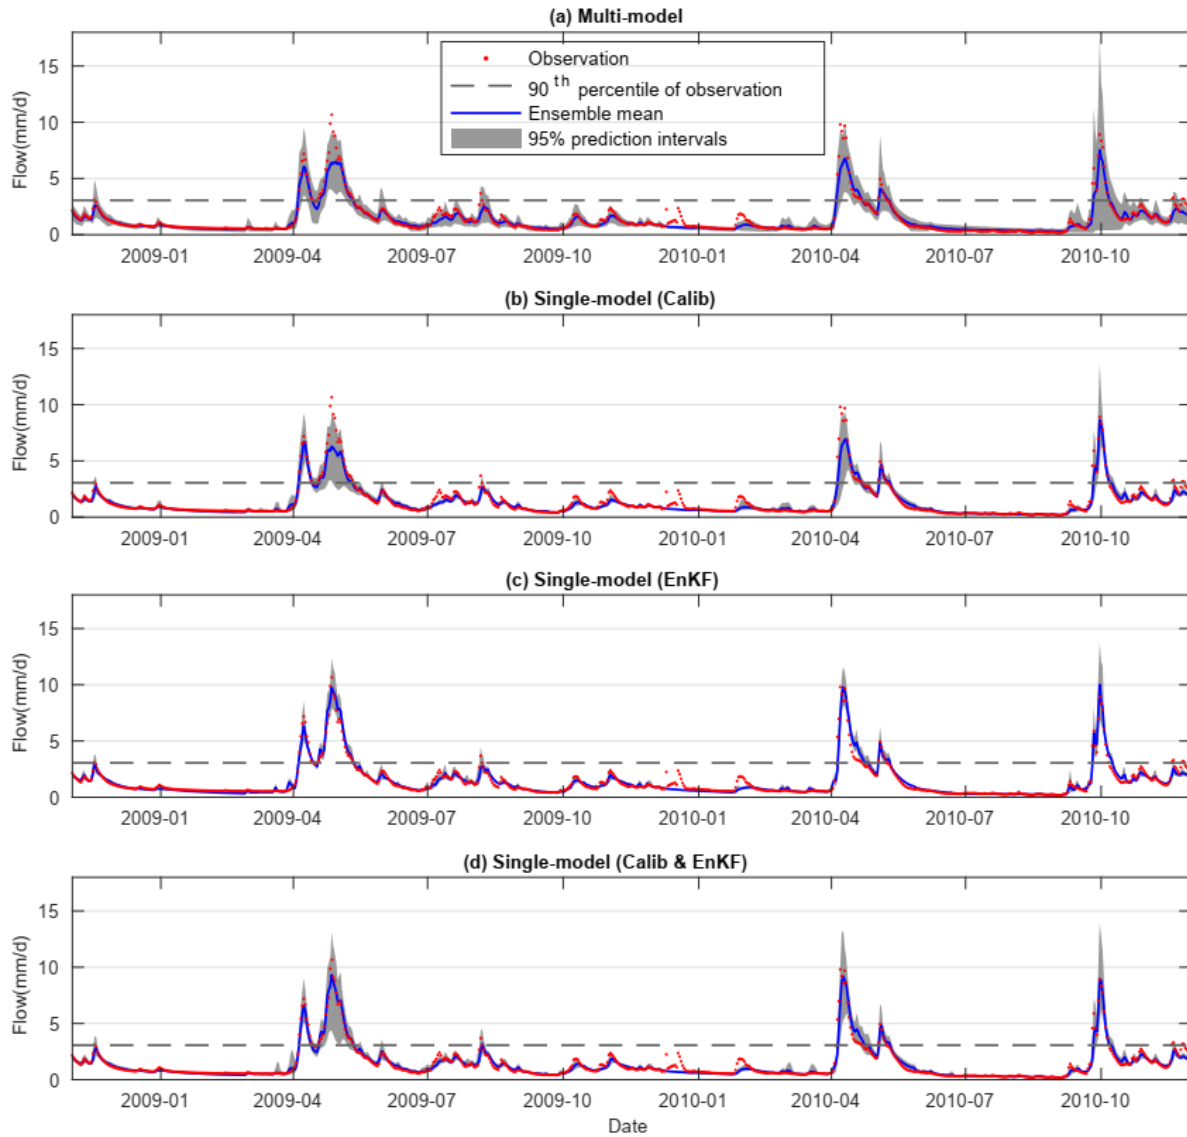 (a) Multi-model
Flow(mm/d)
15
10
5
0
Observation
90 th percentile of observation
Ensemble mean
95% prediction intervals
2009-01 2009-04 2009-07 2009-10 2010-01 2010-04 2010-07 2010-10
(b) Single-model (Calib)
Flow(mm/d)
15
10
5
0
2009-01 2009-04 2009-07 2009-10 2010-01 2010-04 2010-07 2010-10
(c) Single-model (EnKF)
Flow(mm/d)
15
10
5
0
2009-01 2009-04 2009-07 2009-10 2010-01 2010-04 2010-07 2010-10
(d) Single-model (Calib & EnKF)
Flow(mm/d)
15
10
5
0
2009-01 2009-04 2009-07 2009-10 2010-01 2010-04 2010-07 2010-10
Date